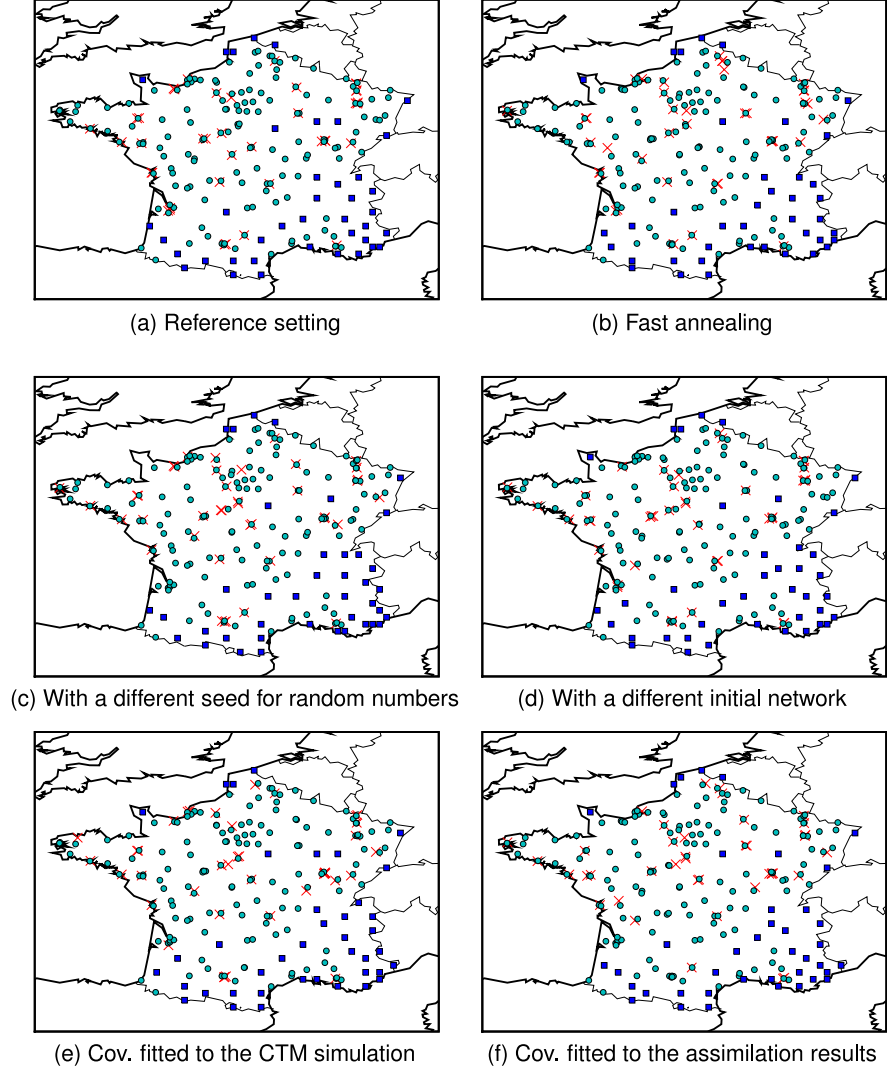 (a) Reference setting
(b) Fast annealing
(c) With a different seed for random numbers
(d) With a different initial network
(e) Cov. fitted to the CTM simulation
(f) Cov. fitted to the assimilation results